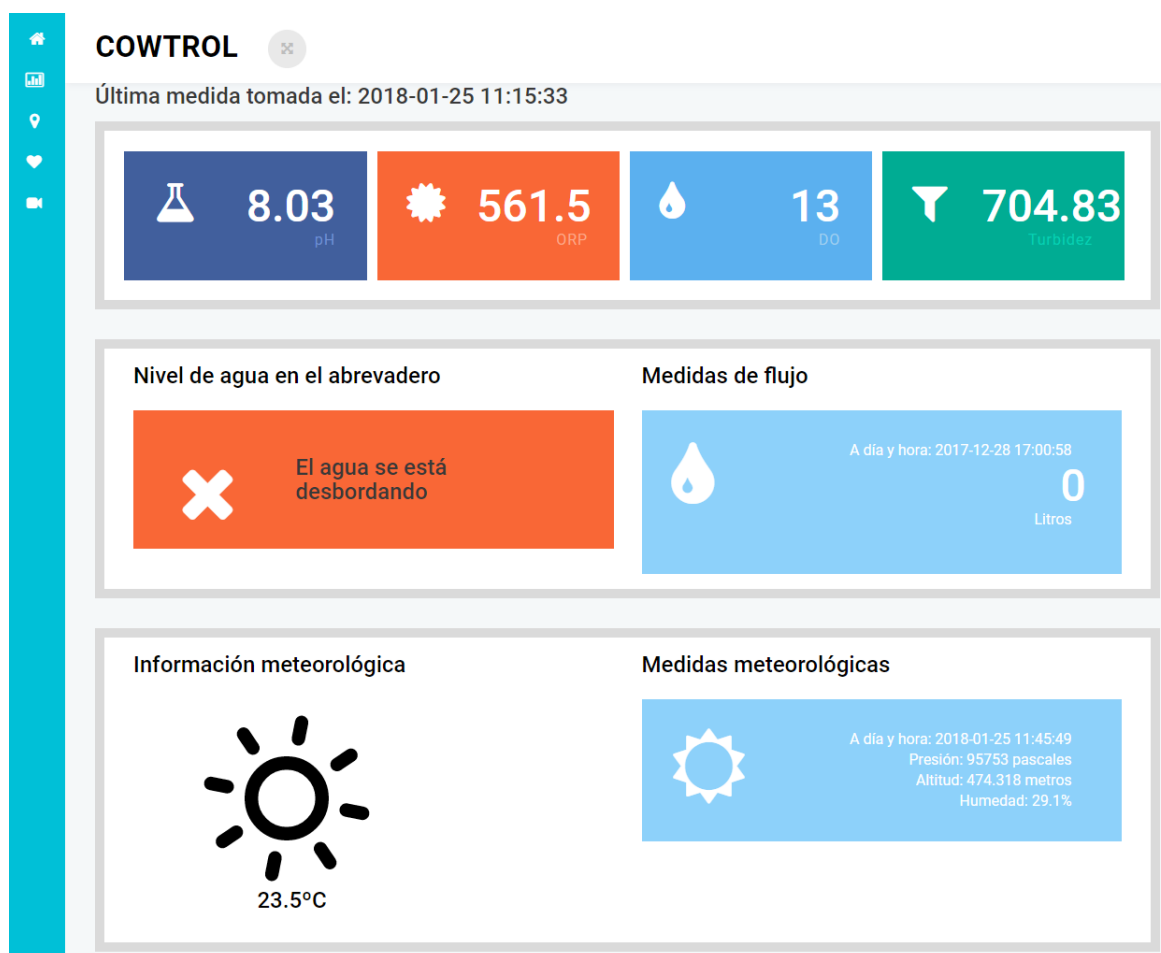 COWTROL
Última medida tomada el: 2018-01-25 11:15:33
8.03
pH
561.5
ORP
13
DO
704.83
Turbidez
Nivel de agua en el abrevadero
El agua se está
desbordando
Medidas de flujo
A día y hora: 2017-12-28 17:00:58
0
Litros
Información meteorológica
23.5ºC
Medidas meteorológicas
A día y hora: 2018-01-25 11:45:49
Presión: 95753 pascales
Altitud: 474.318 metros
Humedad: 29.1%